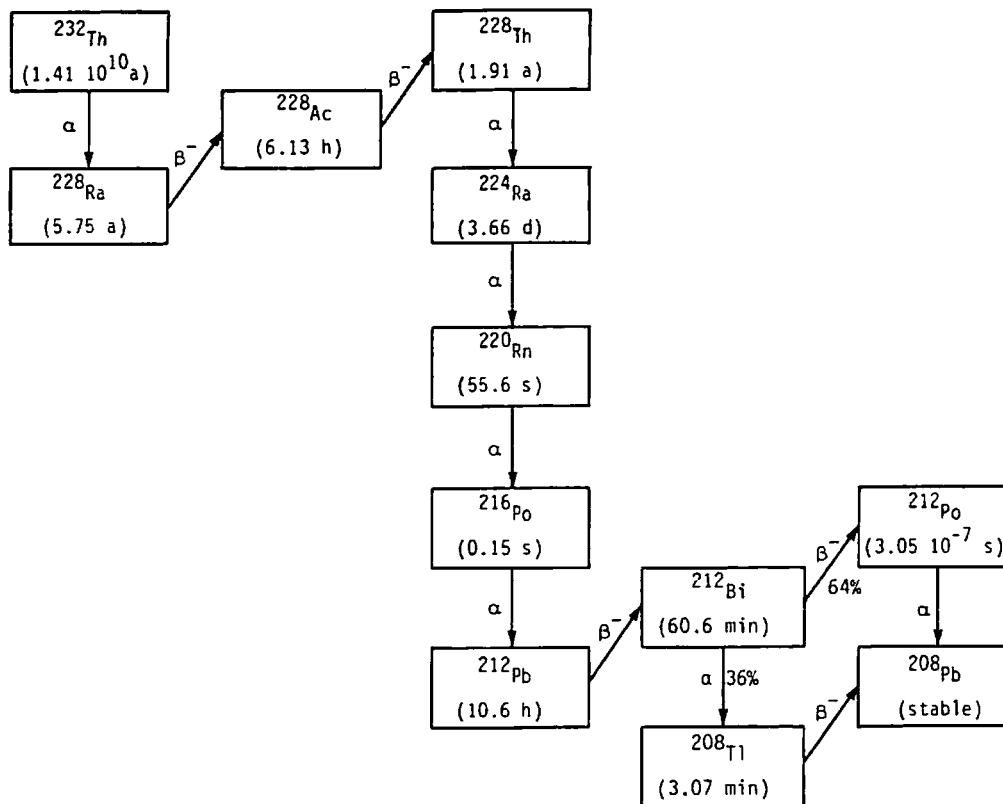 ²³²Th
(1.41 10¹⁰a)
α
²²⁸Ra
(5.75 a)
β⁻
²²⁸Ac
(6.13 h)
β⁻
²²⁸Th
(1.91 a)
α
²²⁴Ra
(3.66 d)
α
²²⁰Rn
(55.6 s)
α
²¹⁶Po
(0.15 s)
α
²¹²Pb
(10.6 h)
β⁻
²¹²Bi
(60.6 min)
β⁻
64%
²¹²Po
(3.05 10⁻⁷ s)
α
α 36%
²⁰⁸Tl
(3.07 min)
β⁻
²⁰⁸Pb
(stable)